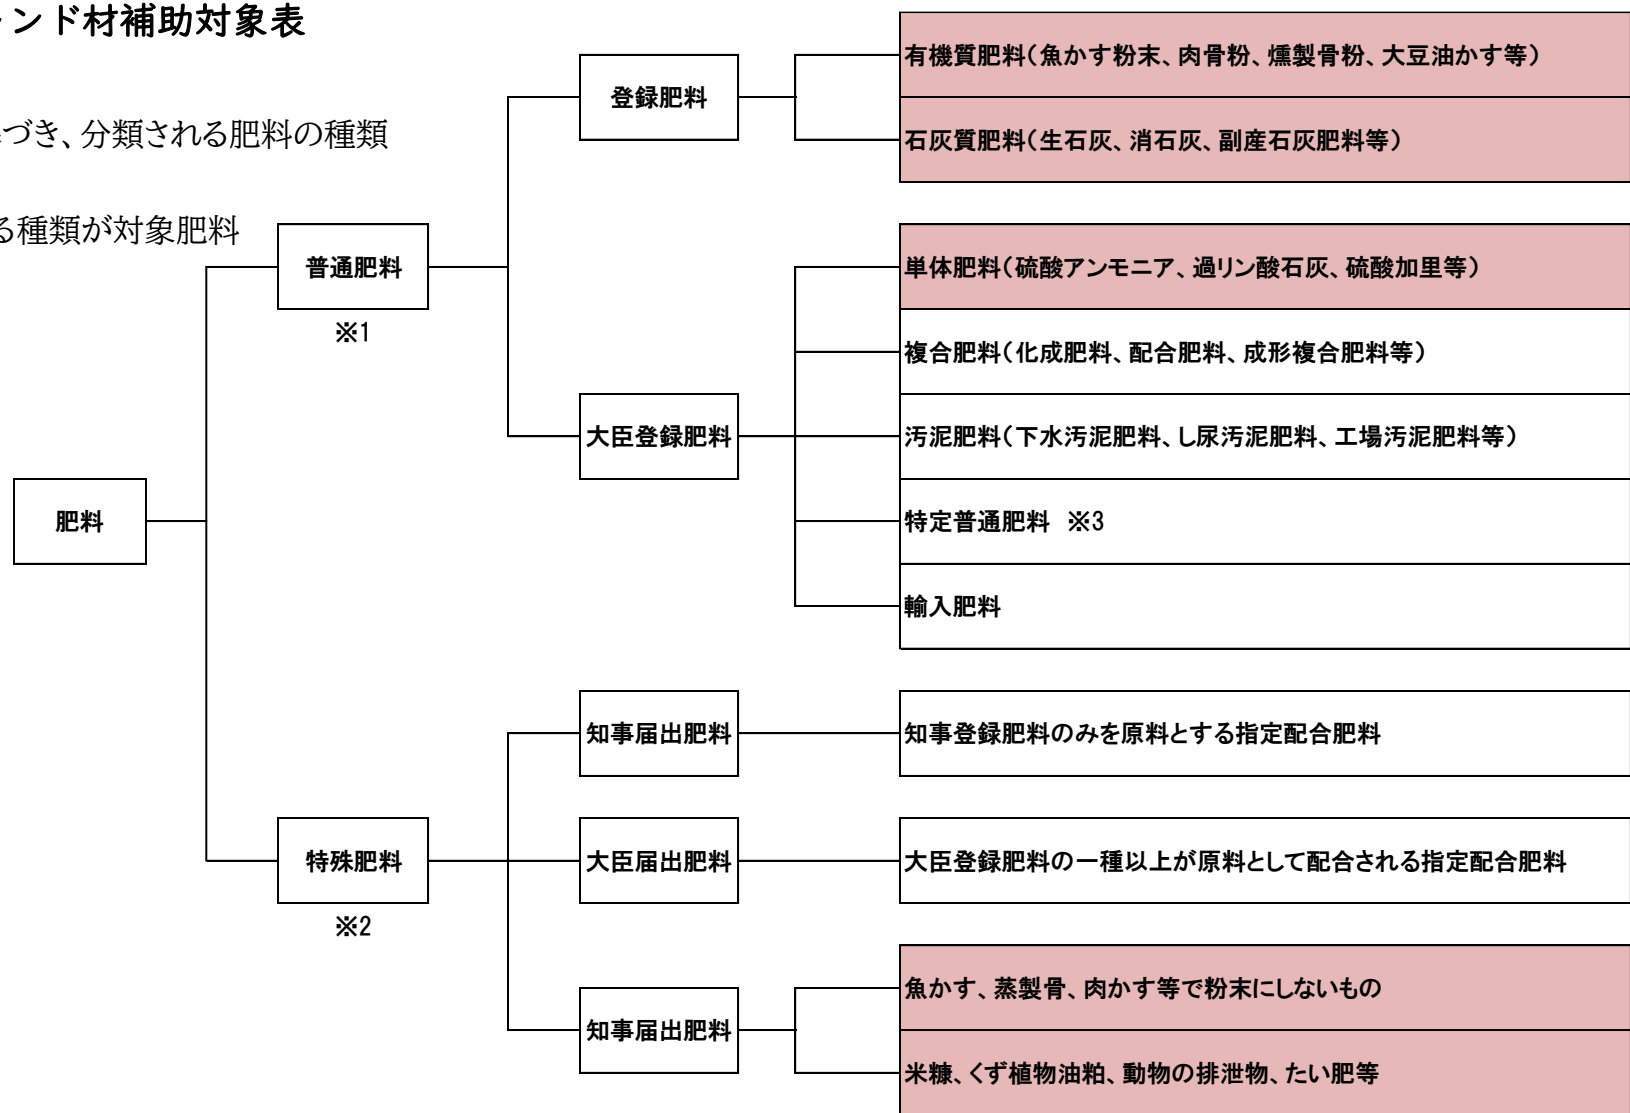 ンド材補助対象表
づき、分類される肥料の種類
る種類が対象肥料
肥料
普通肥料
※1
登録肥料
有機質肥料(魚かす粉末、肉骨粉、燻製骨粉、大豆油かす等)
石灰質肥料(生石灰、消石灰、副産石灰肥料等)
大臣登録肥料
単体肥料(硫酸アンモニア、過リン酸石灰、硫酸加里等)
複合肥料(化成肥料、配合肥料、成形複合肥料等)
汚泥肥料(下水汚泥肥料、し尿汚泥肥料、工場汚泥肥料等)
特定普通肥料 ※3
輸入肥料
特殊肥料
※2
知事届出肥料
知事登録肥料のみを原料とする指定配合肥料
大臣届出肥料
大臣登録肥料の一種以上が原料として配合される指定配合肥料
知事届出肥料
魚かす、蒸製骨、肉かす等で粉末にしないもの
米糠、くず植物油粕、動物の排泄物、たい肥等